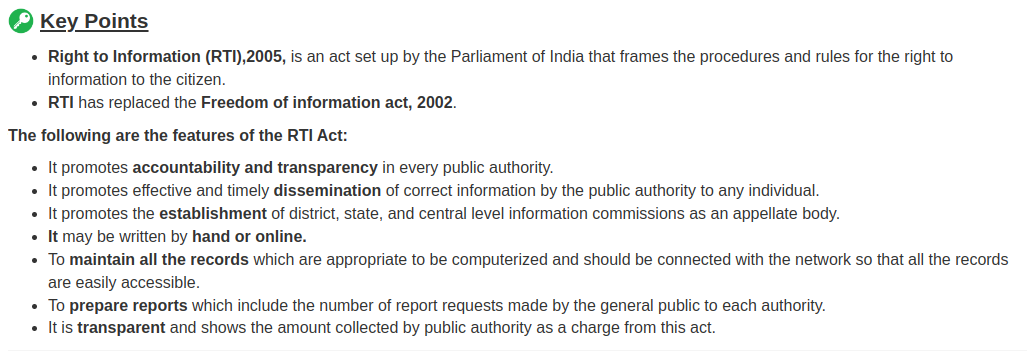 Key Points
Right to Information (RTI),2005, is an act set up by the Parliament of India that frames the procedures and rules for the right to
information to the citizen.
RTI has replaced the Freedom of information act, 2002.
The following are the features of the RTI Act:
It promotes accountability and transparency in every public authority.
It promotes effective and timely dissemination of correct information by the public authority to any individual.
It promotes the establishment of district, state, and central level information commissions as an appellate body.
It may be written by hand or online.
To maintain all the records which are appropriate to be computerized and should be connected with the network so that all the records
are easily accessible.
To prepare reports which include the number of report requests made by the general public to each authority.
It is transparent and shows the amount collected by public authority as a charge from this act.